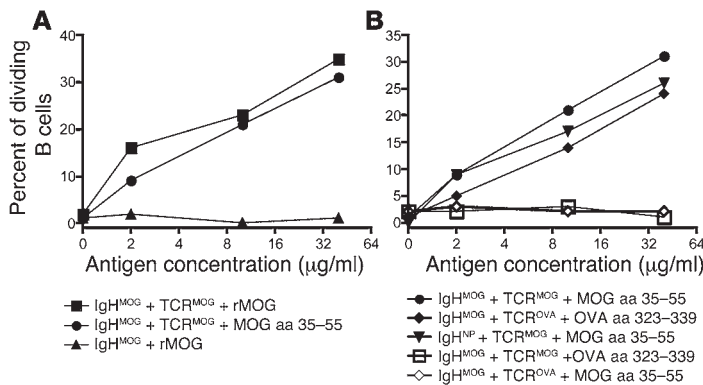 A
Percent of dividing
B cells
40
30
20
10
0
0 2 4 8 16 32 64
Antigen concentration (μg/ml)
IgHᴹᴼᴳ + TCRᴹᴼᴳ + rMOG
IgHᴹᴼᴳ + TCRᴹᴼᴳ + MOG aa 35–55
IgHᴹᴼᴳ + rMOG
B
35
30
25
20
15
10
5
0
0 2 4 8 16 32 64
Antigen concentration (μg/ml)
IgHᴹᴼᴳ + TCRᴹᴼᴳ + MOG aa 35–55
IgHᴹᴼᴳ + TCRᴼⱽᴬ + OVA aa 323–339
IgHᴺᴾ + TCRᴹᴼᴳ + MOG aa 35–55
IgHᴹᴼᴳ + TCRᴹᴼᴳ +OVA aa 323–339
IgHᴹᴼᴳ + TCRᴼⱽᴬ + MOG aa 35–55